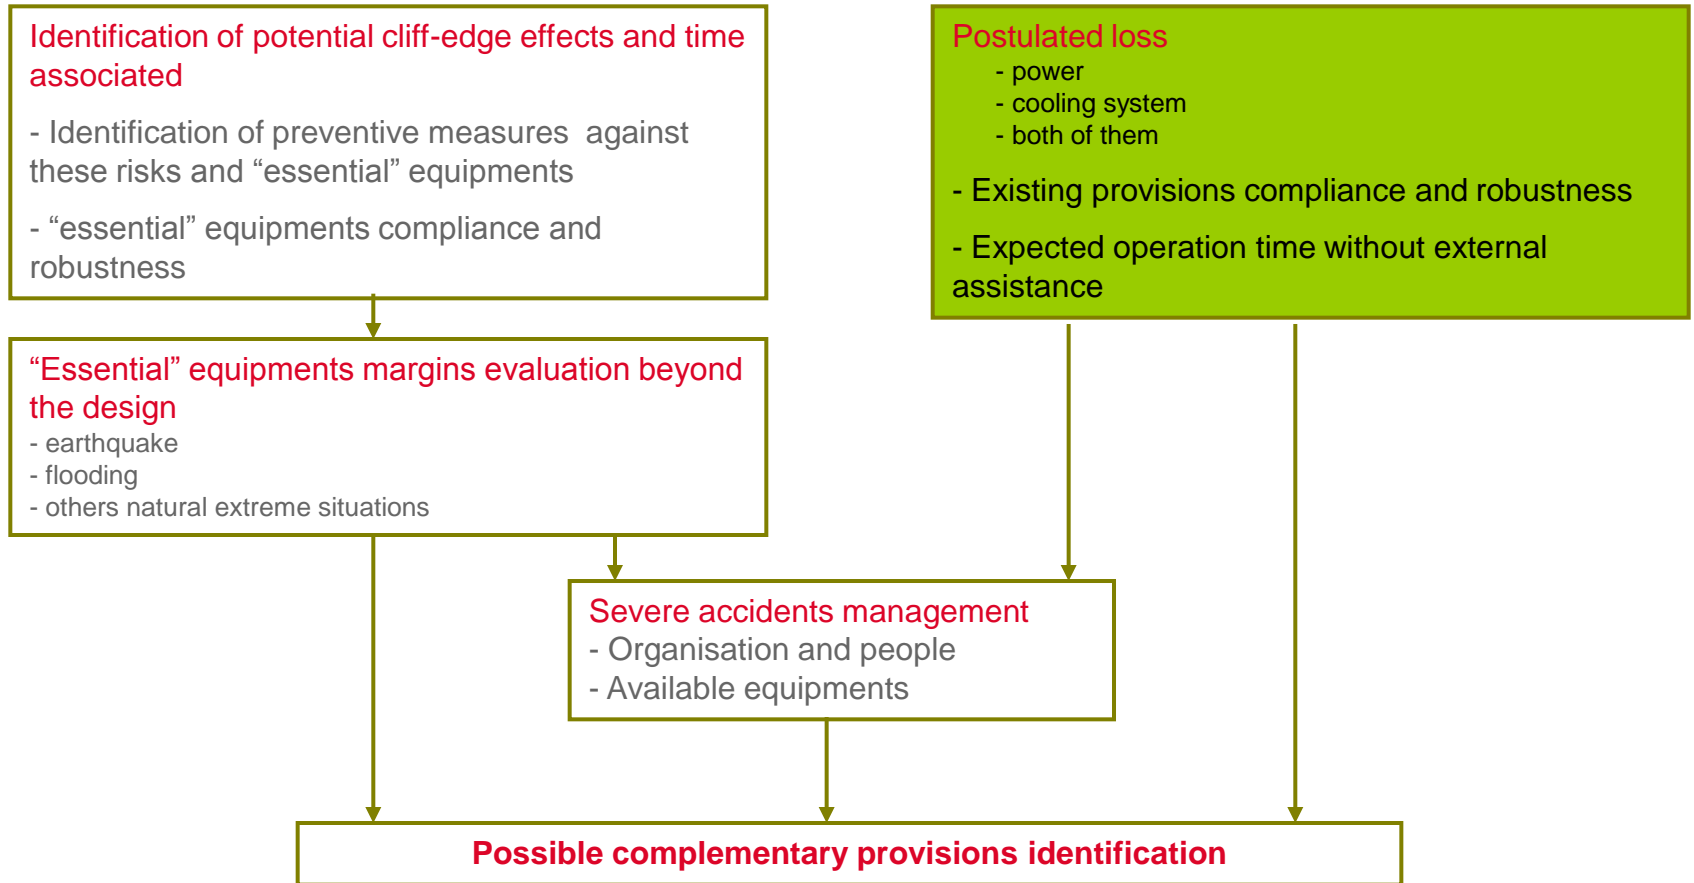 Identification of potential cliff-edge effects and time
associated
- Identification of preventive measures  against
these risks and “essential” equipments
- “essential” equipments compliance and
robustness
Postulated loss
- power
- cooling system
- both of them
- Existing provisions compliance and robustness
- Expected operation time without external
assistance
“Essential” equipments margins evaluation beyond
the design
- earthquake
- flooding
- others natural extreme situations
Severe accidents management
- Organisation and people
- Available equipments
Possible complementary provisions identification